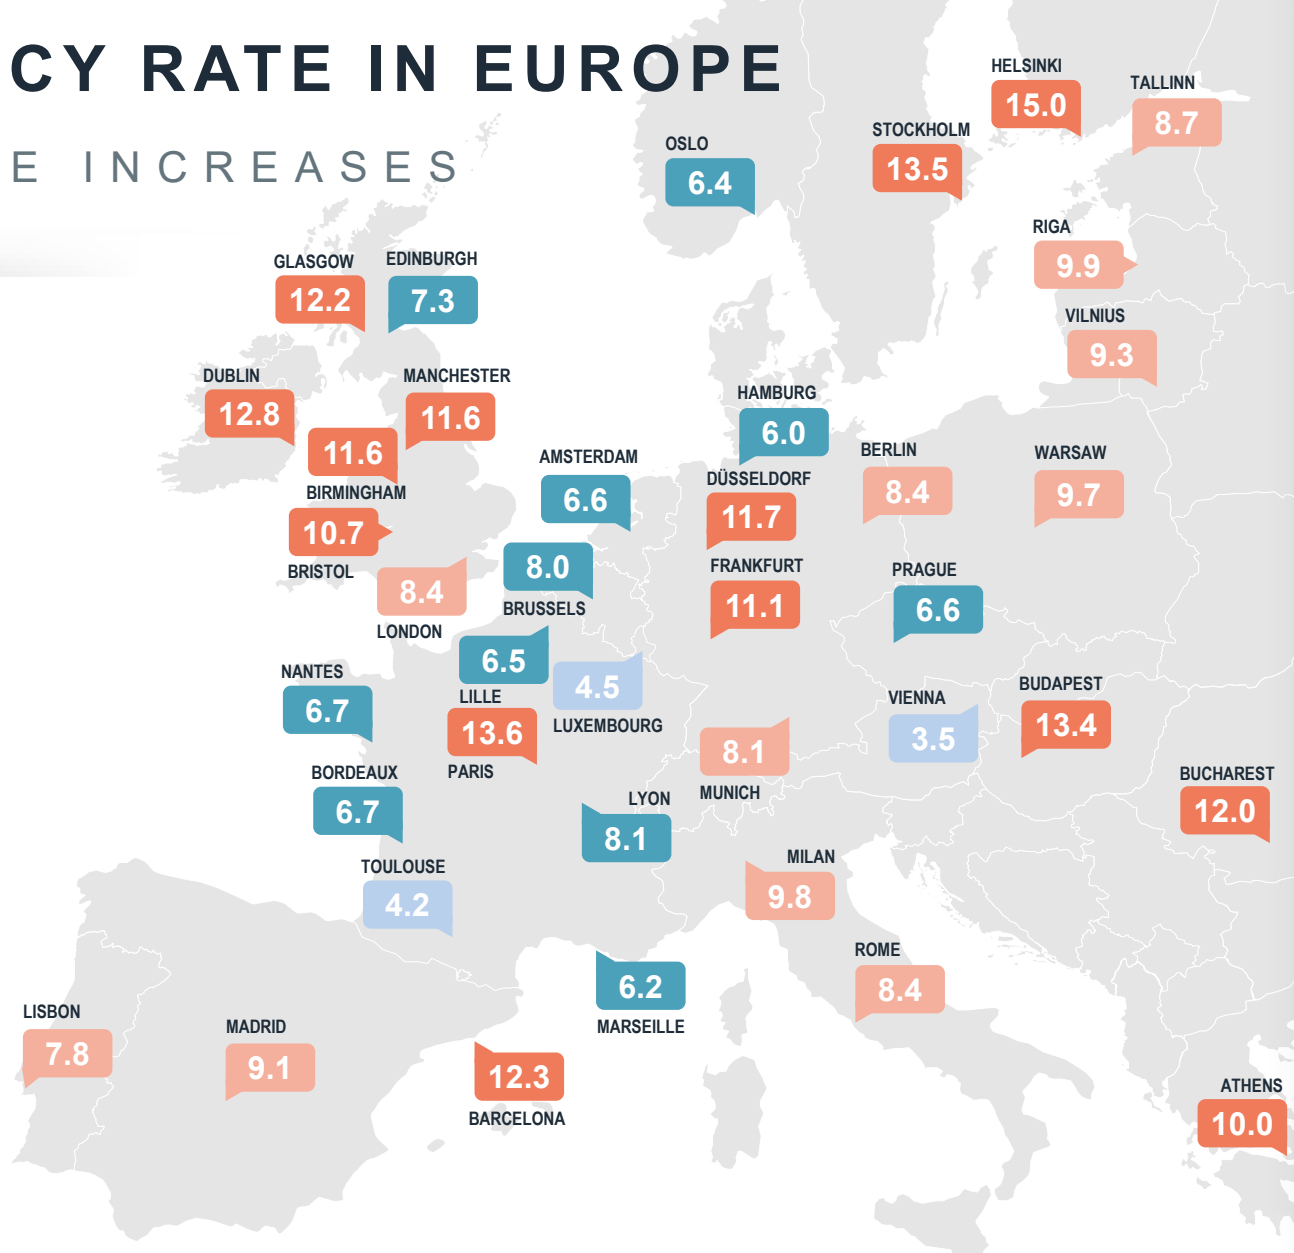 CY RATE IN EUROPE
E INCREASES
HELSINKI
15.0
TALLINN
8.7
STOCKHOLM
13.5
OSLO
6.4
RIGA
9.9
GLASGOW
12.2
EDINBURGH
7.3
VILNIUS
9.3
DUBLIN
12.8
MANCHESTER
11.6
HAMBURG
6.0
11.6
BIRMINGHAM
AMSTERDAM
6.6
BERLIN
8.4
WARSAW
9.7
DÜSSELDORF
11.7
10.7
BRISTOL
8.0
BRUSSELS
FRANKFURT
11.1
PRAGUE
6.6
8.4
LONDON
6.5
LILLE
4.5
LUXEMBOURG
NANTES
6.7
VIENNA
3.5
BUDAPEST
13.4
13.6
PARIS
8.1
MUNICH
BORDEAUX
6.7
LYON
8.1
BUCHAREST
12.0
TOULOUSE
4.2
MILAN
9.8
ROME
8.4
6.2
MARSEILLE
LISBON
7.8
MADRID
9.1
12.3
BARCELONA
ATHENS
10.0